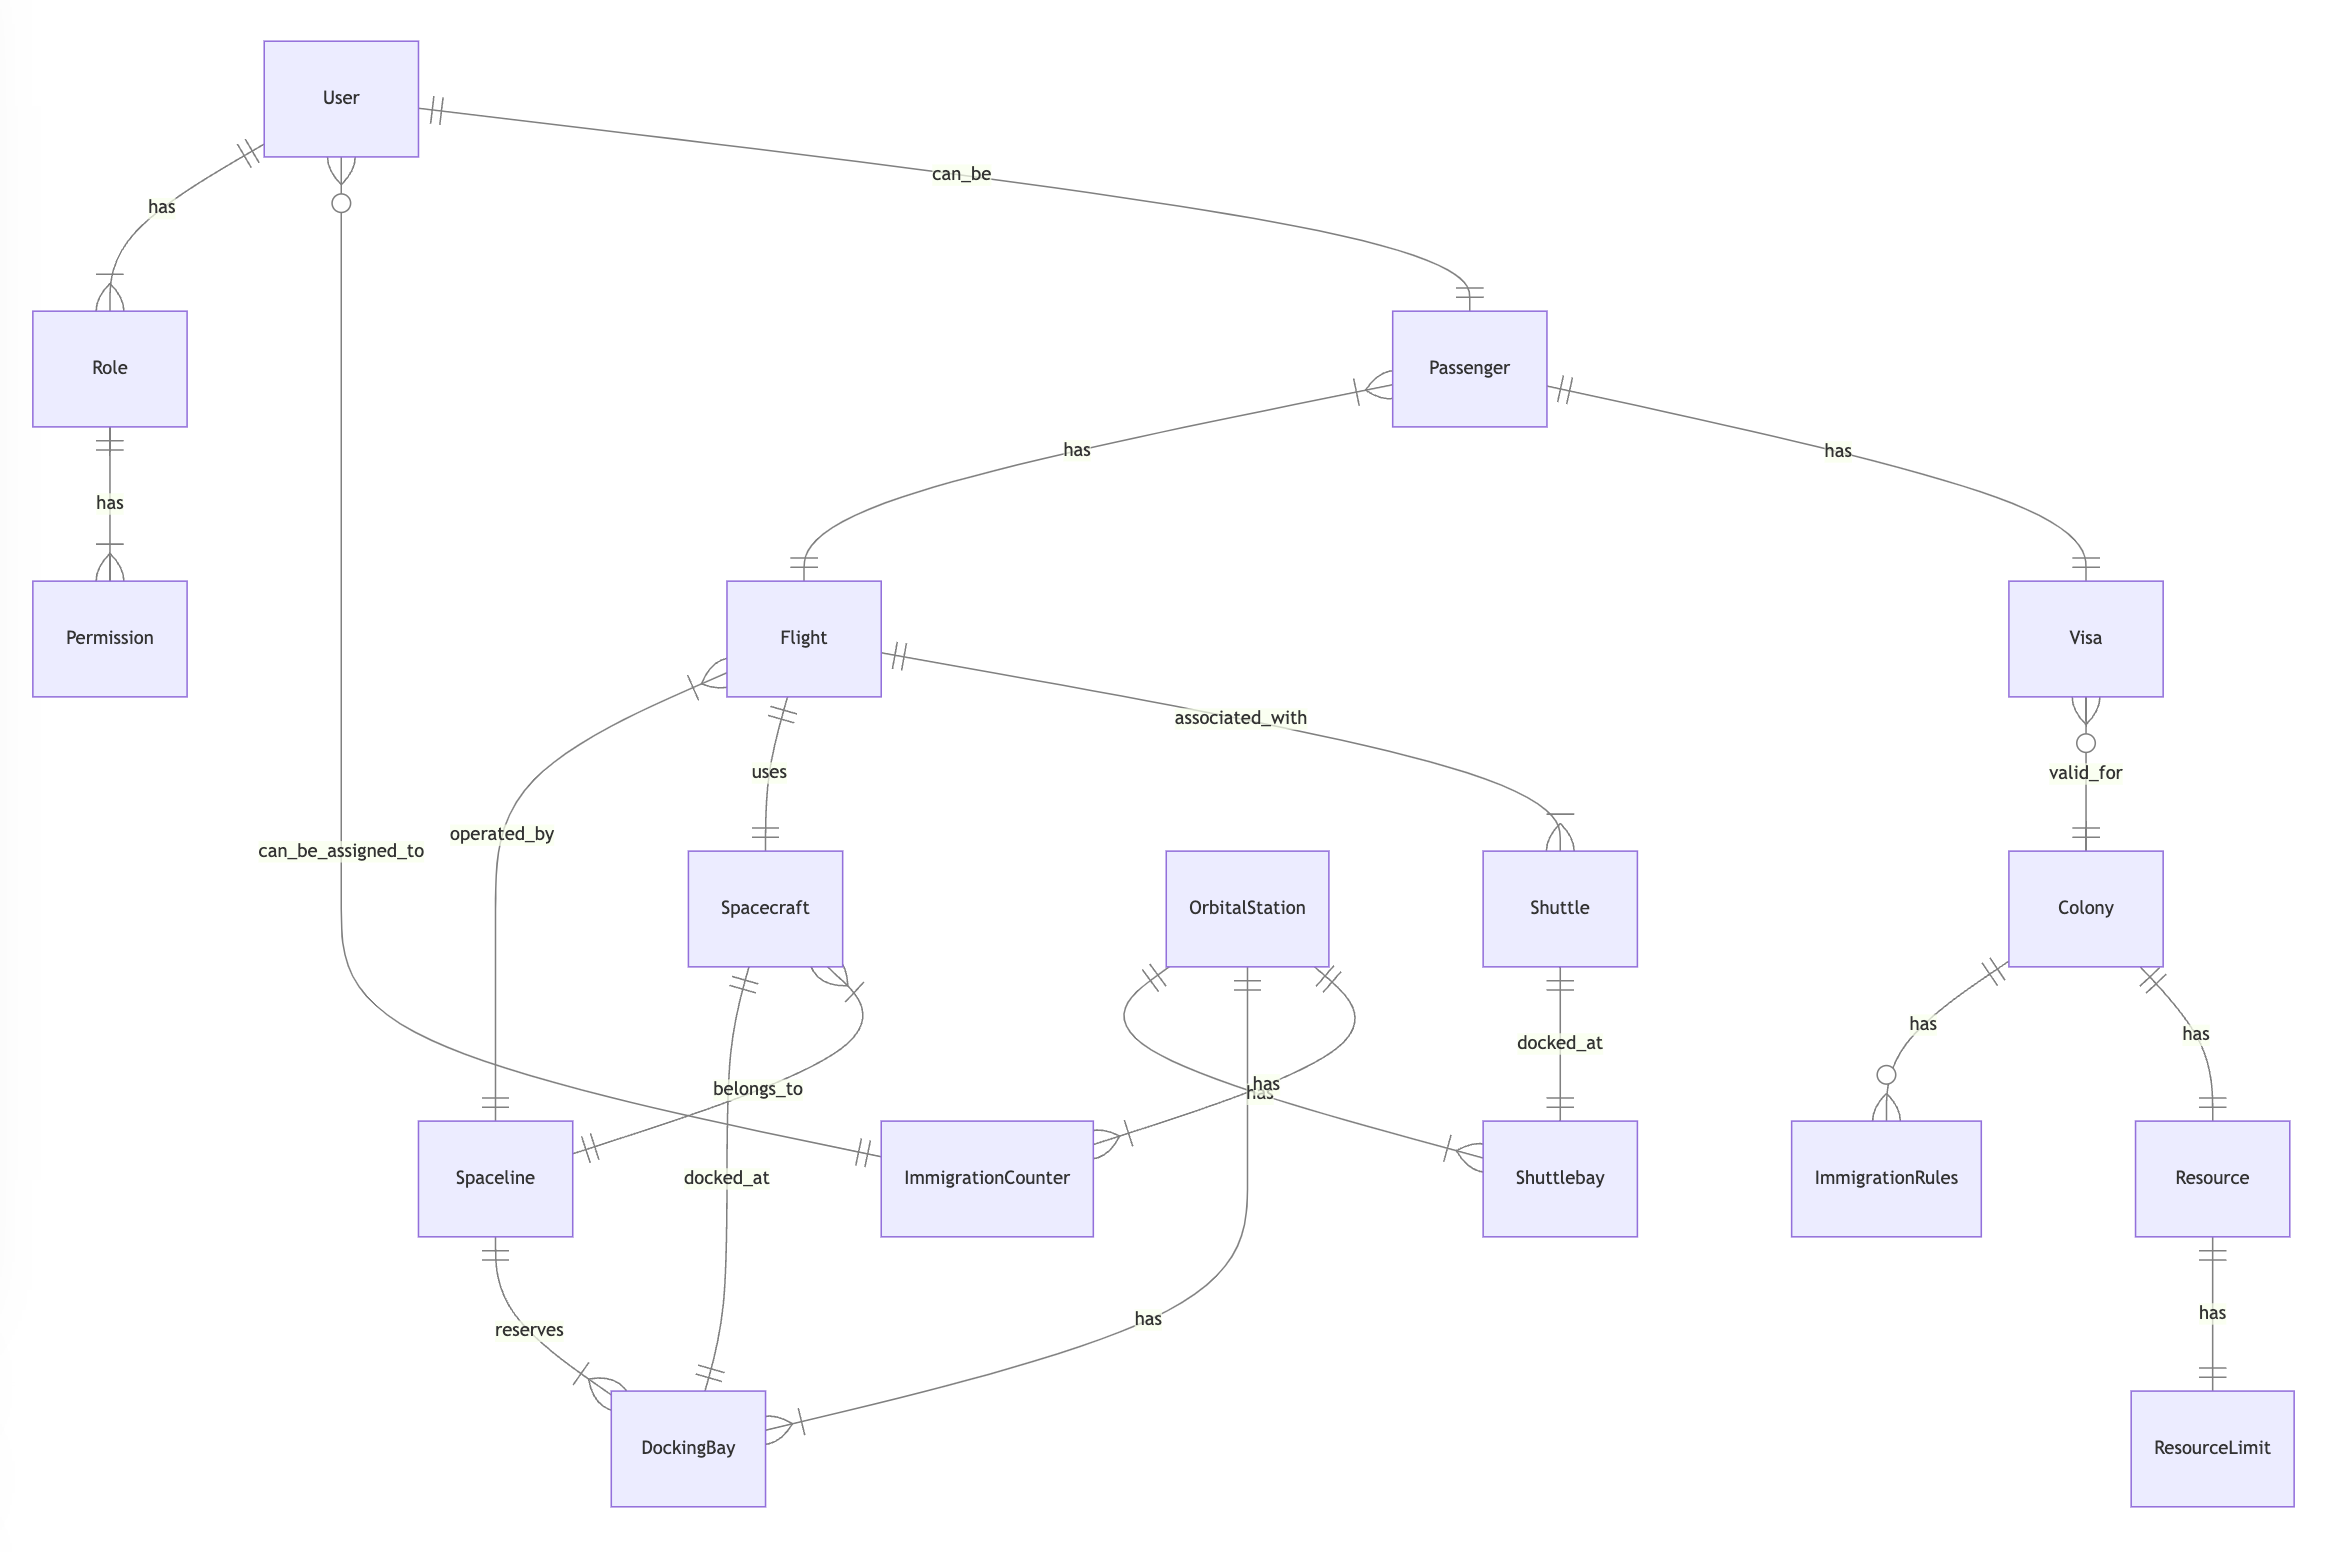 User
can_be
has
Role
Passenger
has
has
has
Permission
Flight
Visa
associated_with
uses
valid_for
operated_by
can_be_assigned_to
Spacecraft
OrbitalStation
Shuttle
Colony
has
has
docked_at
belongs_to
has
has
docked_at
Spaceline
ImmigrationCounter
Shuttlebay
ImmigrationRules
Resource
reserves
has
has
DockingBay
ResourceLimit